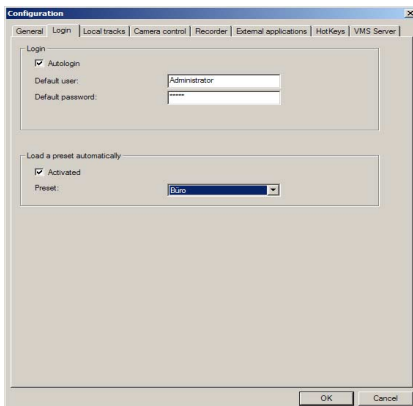 Configuration
General Login Local tracks Camera control Recorder External applications HotKeys VMS Server
Login
Autologin
Default user: Administrator
Default password: *****
Load a preset automatically
Activated
Preset: Büro
OK Cancel